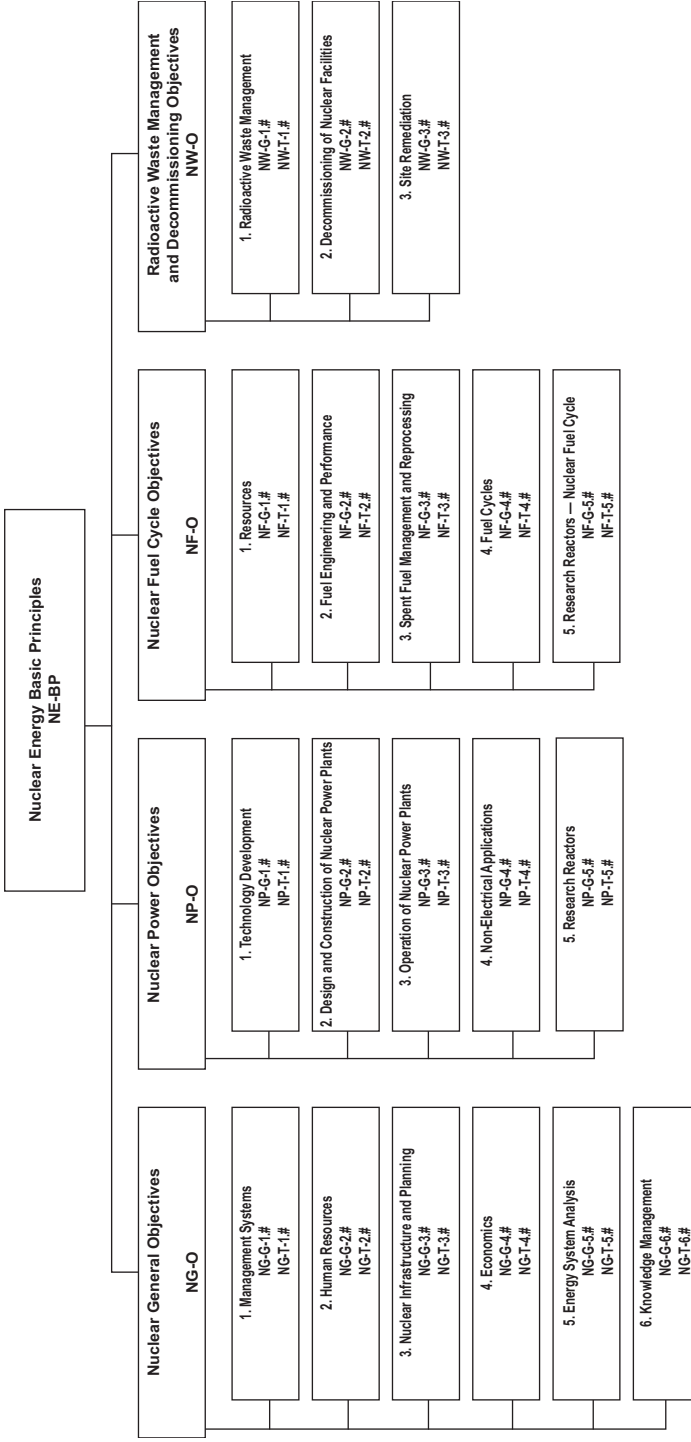 Nuclear Energy Basic Principles
NE-BP
Nuclear General Objectives
NG-O
1. Management Systems
NG-G-1.#
NG-T-1.#
2. Human Resources
NG-G-2.#
NG-T-2.#
3. Nuclear Infrastructure and Planning
NG-G-3.#
NG-T-3.#
4. Economics
NG-G-4.#
NG-T-4.#
5. Energy System Analysis
NG-G-5.#
NG-T-5.#
6. Knowledge Management
NG-G-6.#
NG-T-6.#
Nuclear Power Objectives
NP-O
1. Technology Development
NP-G-1.#
NP-T-1.#
2. Design and Construction of Nuclear Power Plants
NP-G-2.#
NP-T-2.#
3. Operation of Nuclear Power Plants
NP-G-3.#
NP-T-3.#
4. Non-Electrical Applications
NP-G-4.#
NP-T-4.#
5. Research Reactors
NP-G-5.#
NP-T-5.#
Nuclear Fuel Cycle Objectives
NF-O
1. Resources
NF-G-1.#
NF-T-1.#
2. Fuel Engineering and Performance
NF-G-2.#
NF-T-2.#
3. Spent Fuel Management and Reprocessing
NF-G-3.#
NF-T-3.#
4. Fuel Cycles
NF-G-4.#
NF-T-4.#
5. Research Reactors — Nuclear Fuel Cycle
NF-G-5.#
NF-T-5.#
Radioactive Waste Management
and Decommissioning Objectives
NW-O
1. Radioactive Waste Management
NW-G-1.#
NW-T-1.#
2. Decommissioning of Nuclear Facilities
NW-G-2.#
NW-T-2.#
3. Site Remediation
NW-G-3.#
NW-T-3.#